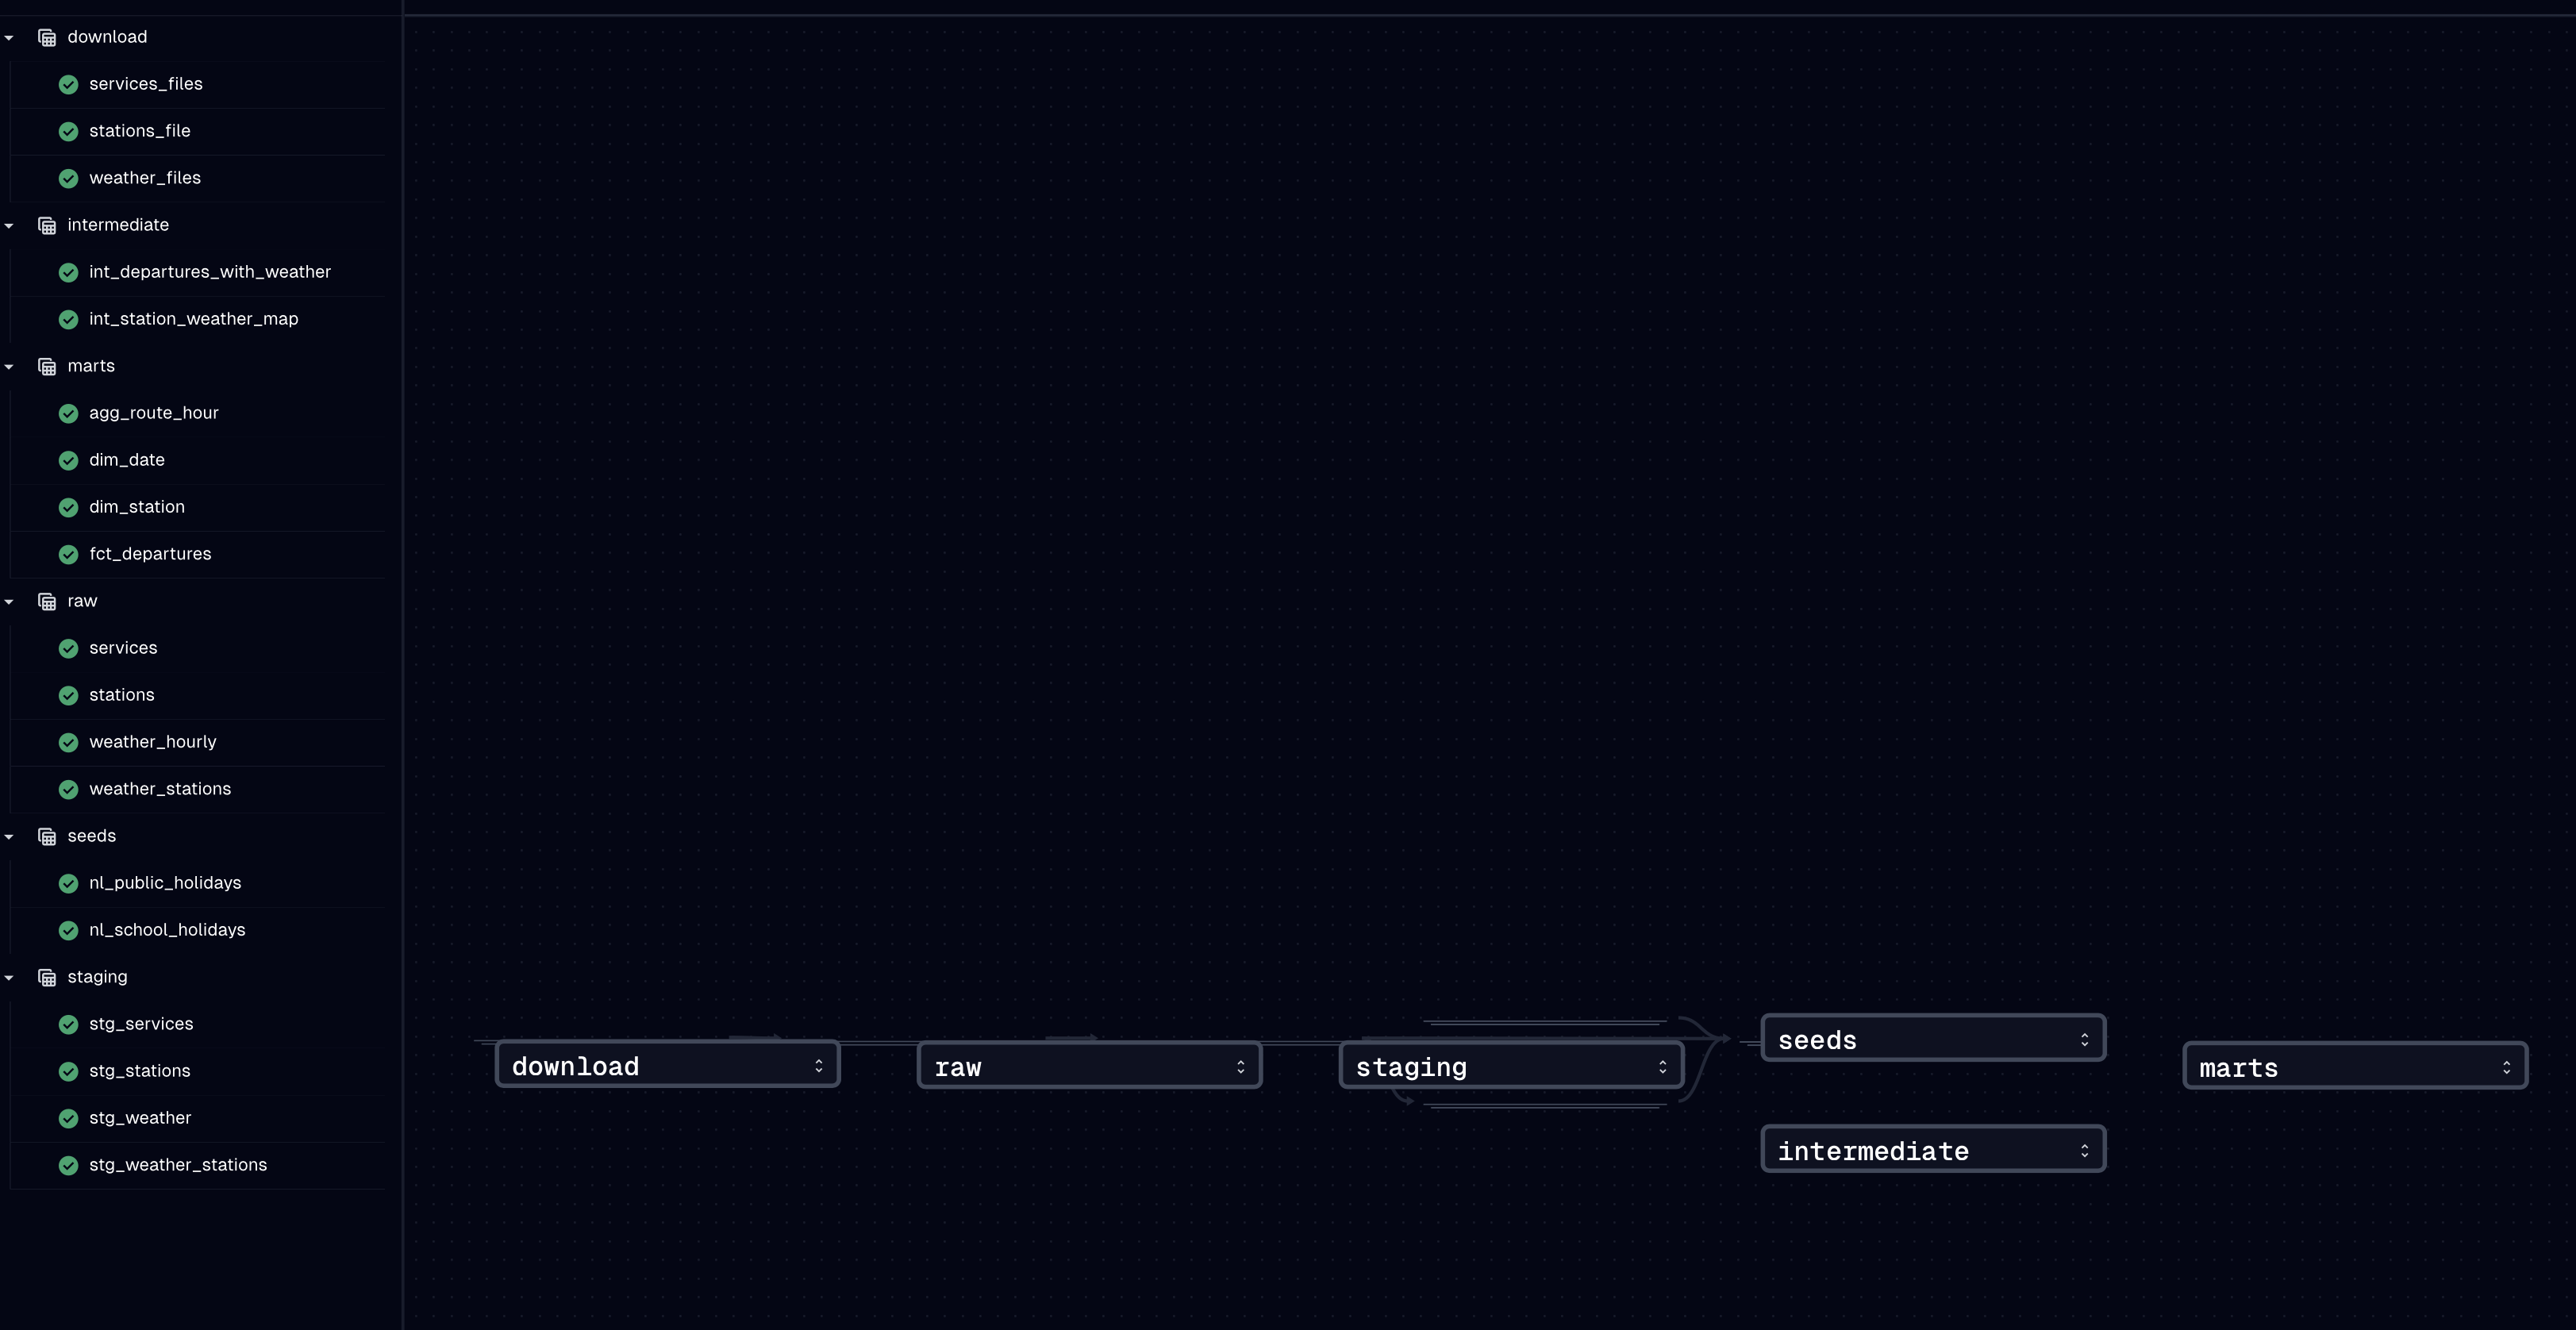 download
services_files
stations_file
weather_files
intermediate
int_departures_with_weather
int_station_weather_map
marts
agg_route_hour
dim_date
dim_station
fct_departures
raw
services
stations
weather_hourly
weather_stations
seeds
nl_public_holidays
nl_school_holidays
staging
stg_services
stg_stations
stg_weather
stg_weather_stations
download
raw
staging
seeds
intermediate
marts